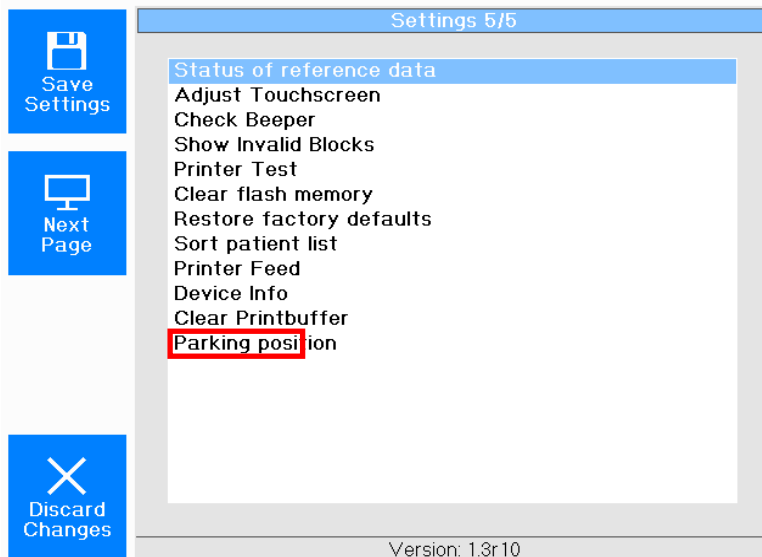 Settings 5/5
Save
Settings
Next
Page
Discard
Changes
Status of reference data
Adjust Touchscreen
Check Beeper
Show Invalid Blocks
Printer Test
Clear flash memory
Restore factory defaults
Sort patient list
Printer Feed
Device Info
Clear Printbuffer
Parking position
Version: 1.3r10